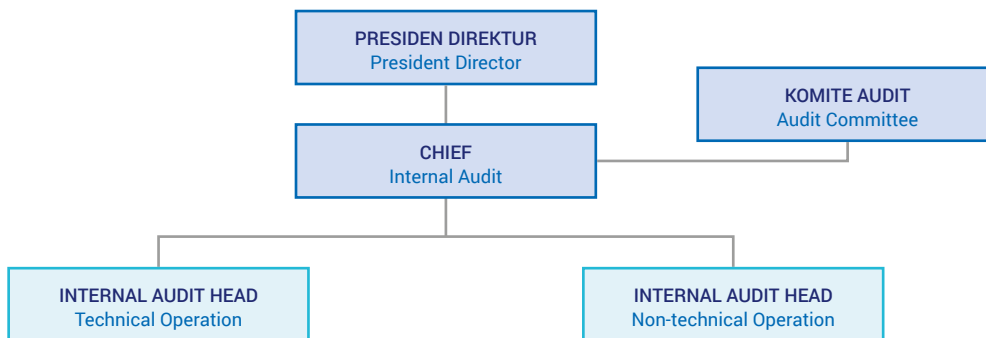 PRESIDEN DIREKTUR
President Director
KOMITE AUDIT
Audit Committee
CHIEF
Internal Audit
INTERNAL AUDIT HEAD
Technical Operation
INTERNAL AUDIT HEAD
Non-technical Operation